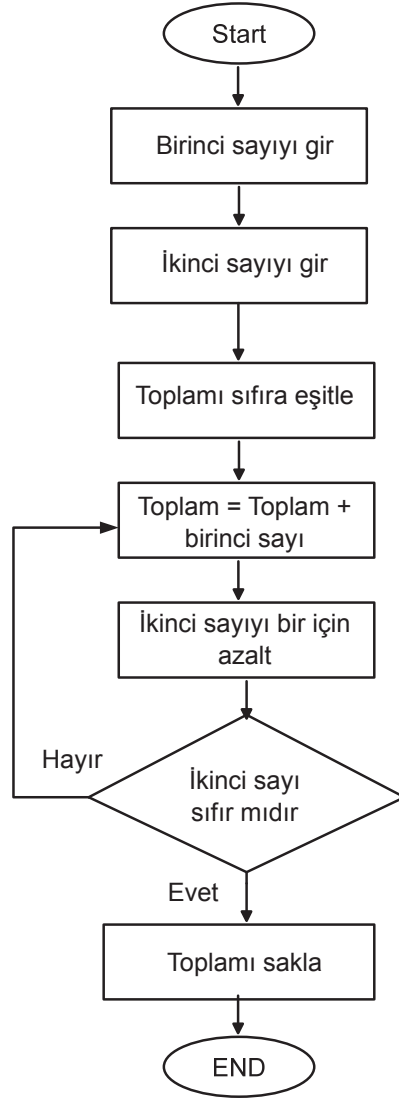 Start
Birinci sayıyı gir
İkinci sayıyı gir
Toplamı sıfıra eşitle
Toplam = Toplam +
birinci sayı
İkinci sayıyı bir için
azalt
Hayır
İkinci sayı
sıfır mıdır
Evet
Toplamı sakla
END